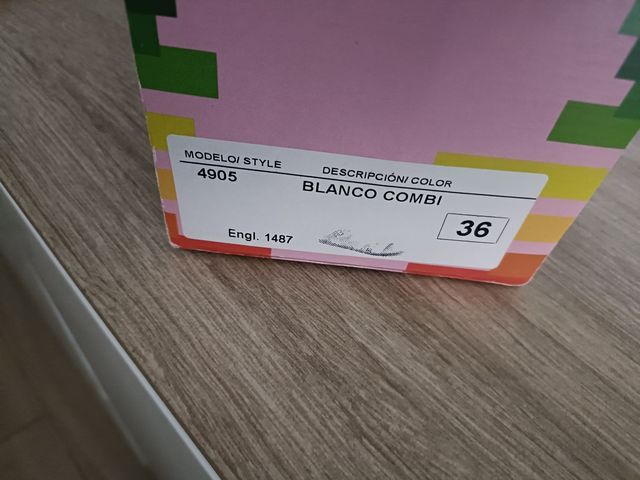 MODELO/ STYLE DESCRIPCIÓN/ COLOR
4905 BLANCO COMBI
36
Engl. 1487